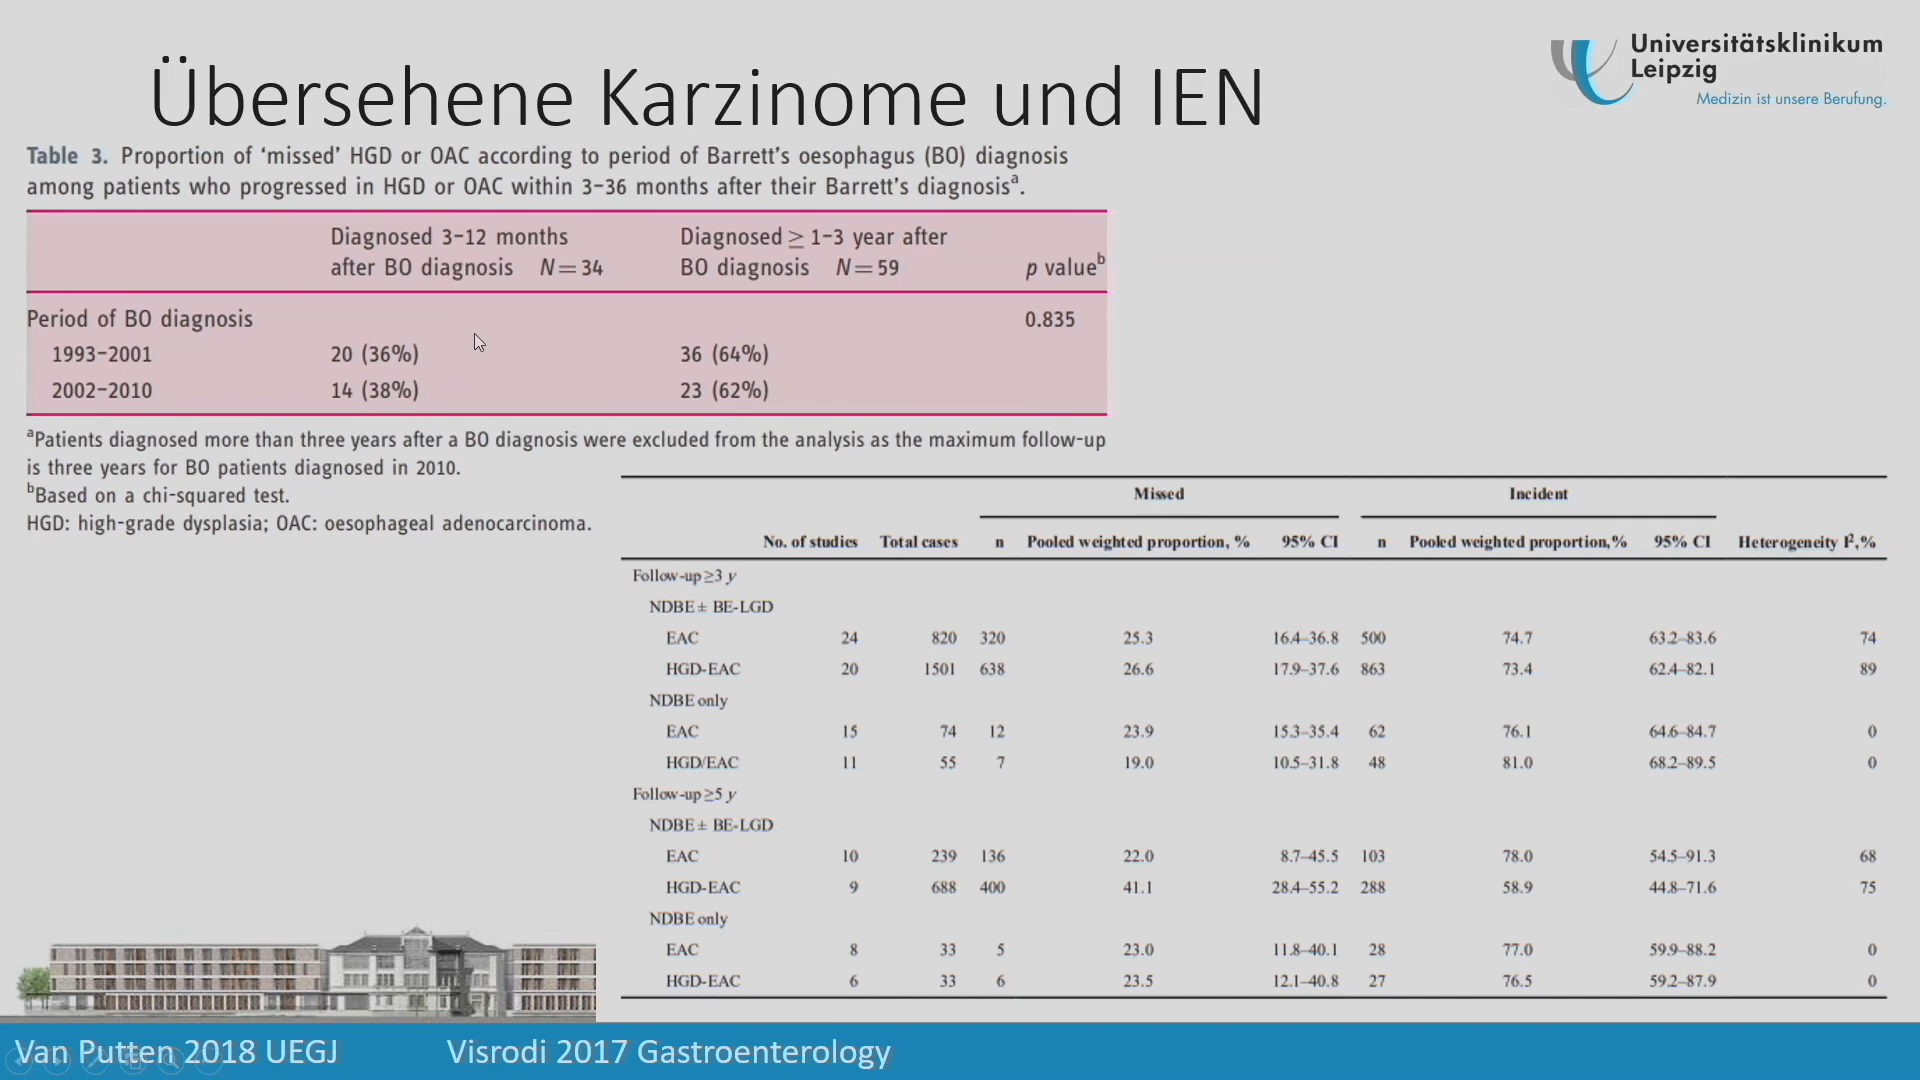 Übersehene Karzinome und IEN
Universitätsklinikum
Leipzig
Medizin ist unsere Berufung.
Table 3. Proportion of ‘missed’ HGD or OAC according to period of Barrett’s oesophagus (BO) diagnosis
among patients who progressed in HGD or OAC within 3–36 months after their Barrett’s diagnosisᵃ.
Diagnosed 3–12 months Diagnosed ≥ 1–3 year after
after BO diagnosis N = 34 BO diagnosis N = 59 p valueᵇ
Period of BO diagnosis 0.835
1993–2001 20 (36%) 36 (64%)
2002–2010 14 (38%) 23 (62%)
ᵃPatients diagnosed more than three years after a BO diagnosis were excluded from the analysis as the maximum follow-up
is three years for BO patients diagnosed in 2010.
ᵇBased on a chi-squared test.
HGD: high-grade dysplasia; OAC: oesophageal adenocarcinoma.
Missed Incident
No. of studies Total cases n Pooled weighted proportion, % 95% CI n Pooled weighted proportion,% 95% CI Heterogeneity I²,%
Follow-up ≥3 y
NDBE ± BE-LGD
EAC 24 820 320 25.3 16.4–36.8 500 74.7 63.2–83.6 74
HGD-EAC 20 1501 638 26.6 17.9–37.6 863 73.4 62.4–82.1 89
NDBE only
EAC 15 74 12 23.9 15.3–35.4 62 76.1 64.6–84.7 0
HGD/EAC 11 55 7 19.0 10.5–31.8 48 81.0 68.2–89.5 0
Follow-up ≥5 y
NDBE ± BE-LGD
EAC 10 239 136 22.0 8.7–45.5 103 78.0 54.5–91.3 68
HGD-EAC 9 688 400 41.1 28.4–55.2 288 58.9 44.8–71.6 75
NDBE only
EAC 8 33 5 23.0 11.8–40.1 28 77.0 59.9–88.2 0
HGD-EAC 6 33 6 23.5 12.1–40.8 27 76.5 59.2–87.9 0
Van Putten 2018 UEGJ Visrodi 2017 Gastroenterology